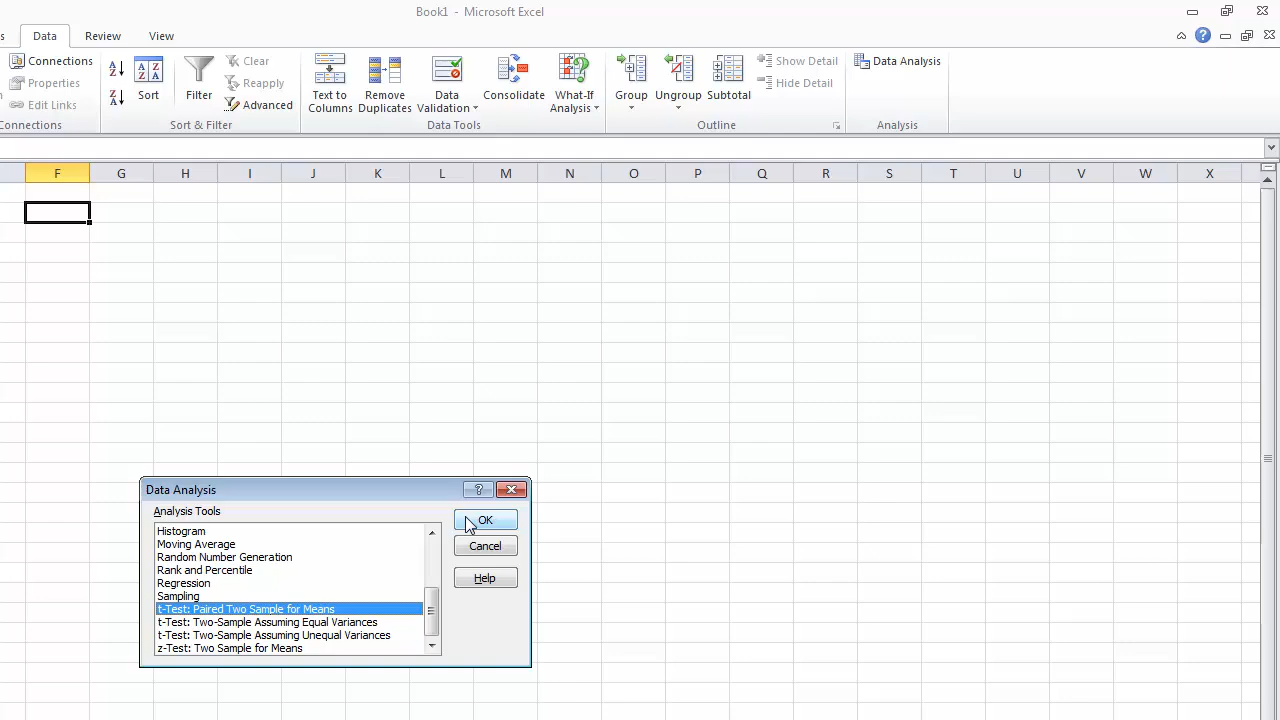 Book1 - Microsoft Excel
s Data Review View
Connections
Properties
Edit Links
onnections
A Z
Z A
Z A A Z
Sort
Filter
Clear
Reapply
Advanced
Sort & Filter
Text to
Columns
Remove
Duplicates
Data
Validation
Consolidate
What-If
Analysis
Data Tools
Group
Ungroup
Subtotal
Show Detail
Hide Detail
Outline
Data Analysis
Analysis
F G H I J K L M N O P Q R S T U V W X
Data Analysis
?
Analysis Tools
Histogram
Moving Average
Random Number Generation
Rank and Percentile
Regression
Sampling
t-Test: Paired Two Sample for Means
t-Test: Two-Sample Assuming Equal Variances
t-Test: Two-Sample Assuming Unequal Variances
z-Test: Two Sample for Means
OK
Cancel
Help